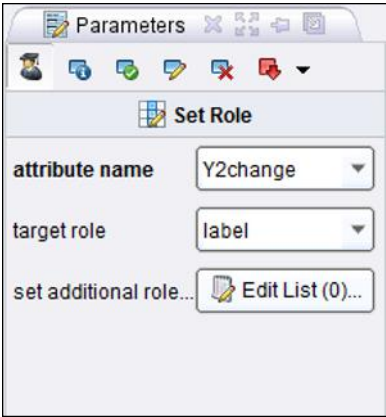 Parameters
Set Role
attribute name Y2change
target role label
set additional role... Edit List (0)...